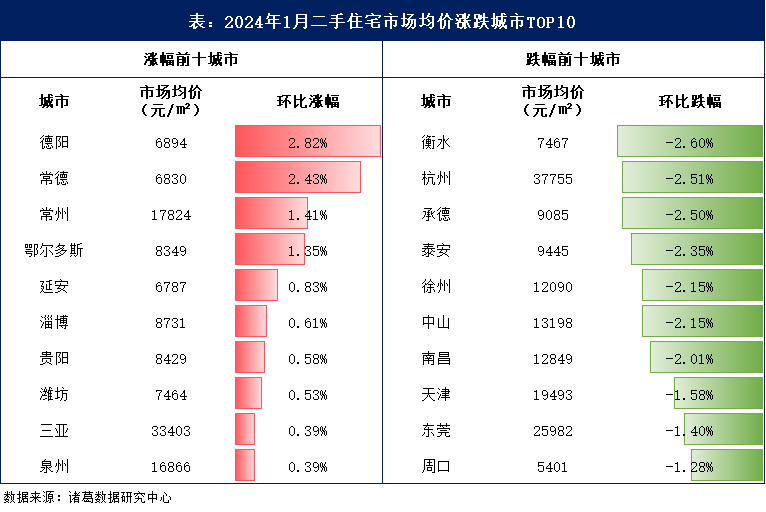 表：2024年1月二手住宅市场均价涨跌城市TOP10
涨幅前十城市 跌幅前十城市
城市 市场均价（元/㎡） 环比涨幅 城市 市场均价（元/㎡） 环比跌幅
德阳 6894 2.82% 衡水 7467 -2.60%
常德 6830 2.43% 杭州 37755 -2.51%
常州 17824 1.41% 承德 9085 -2.50%
鄂尔多斯 8349 1.35% 泰安 9445 -2.35%
延安 6787 0.83% 徐州 12090 -2.15%
淄博 8731 0.61% 中山 13198 -2.15%
贵阳 8429 0.58% 南昌 12849 -2.01%
潍坊 7464 0.53% 天津 19493 -1.58%
三亚 33403 0.39% 东莞 25982 -1.40%
泉州 16866 0.39% 周口 5401 -1.28%
数据来源：诸葛数据研究中心